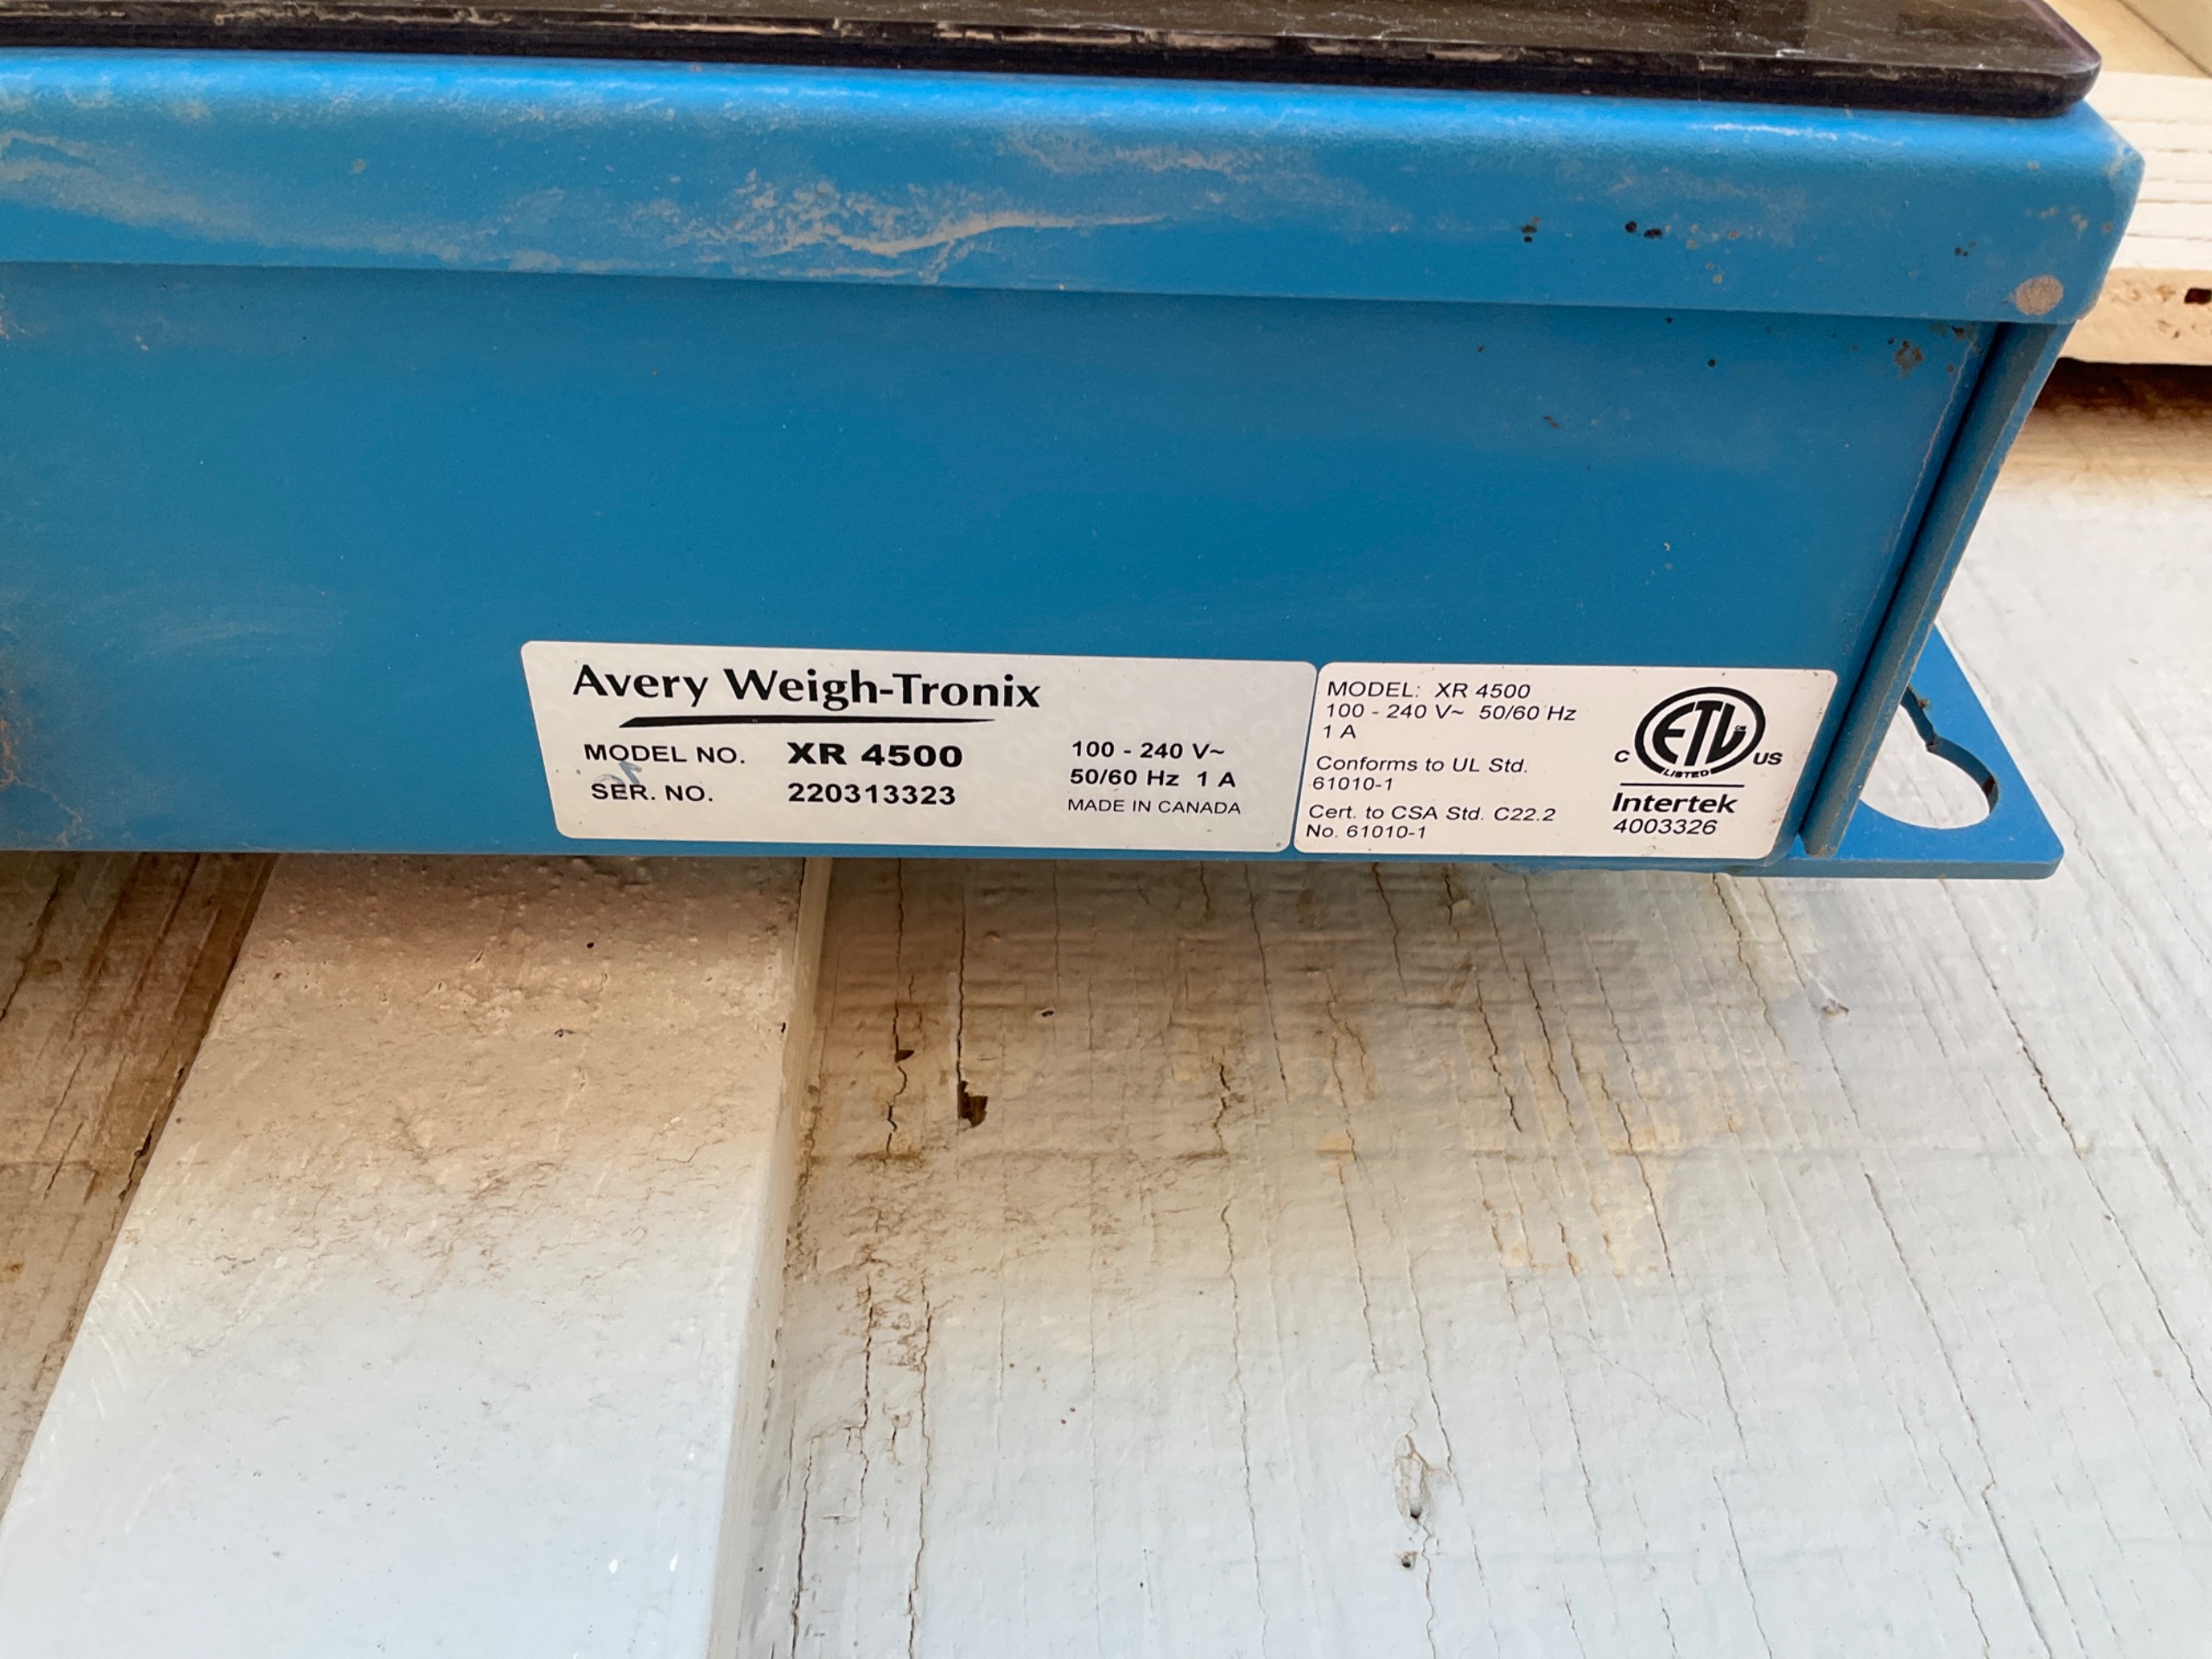 Avery Weigh-Tronix
MODEL NO. XR 4500
SER. NO. 220313323
100 - 240 V~
50/60 Hz 1 A
MADE IN CANADA
MODEL: XR 4500
100 - 240 V~ 50/60 Hz
1 A
Conforms to UL Std.
61010-1
Cert. to CSA Std. C22.2
No. 61010-1
C ETL US
LISTED
Intertek
4003326